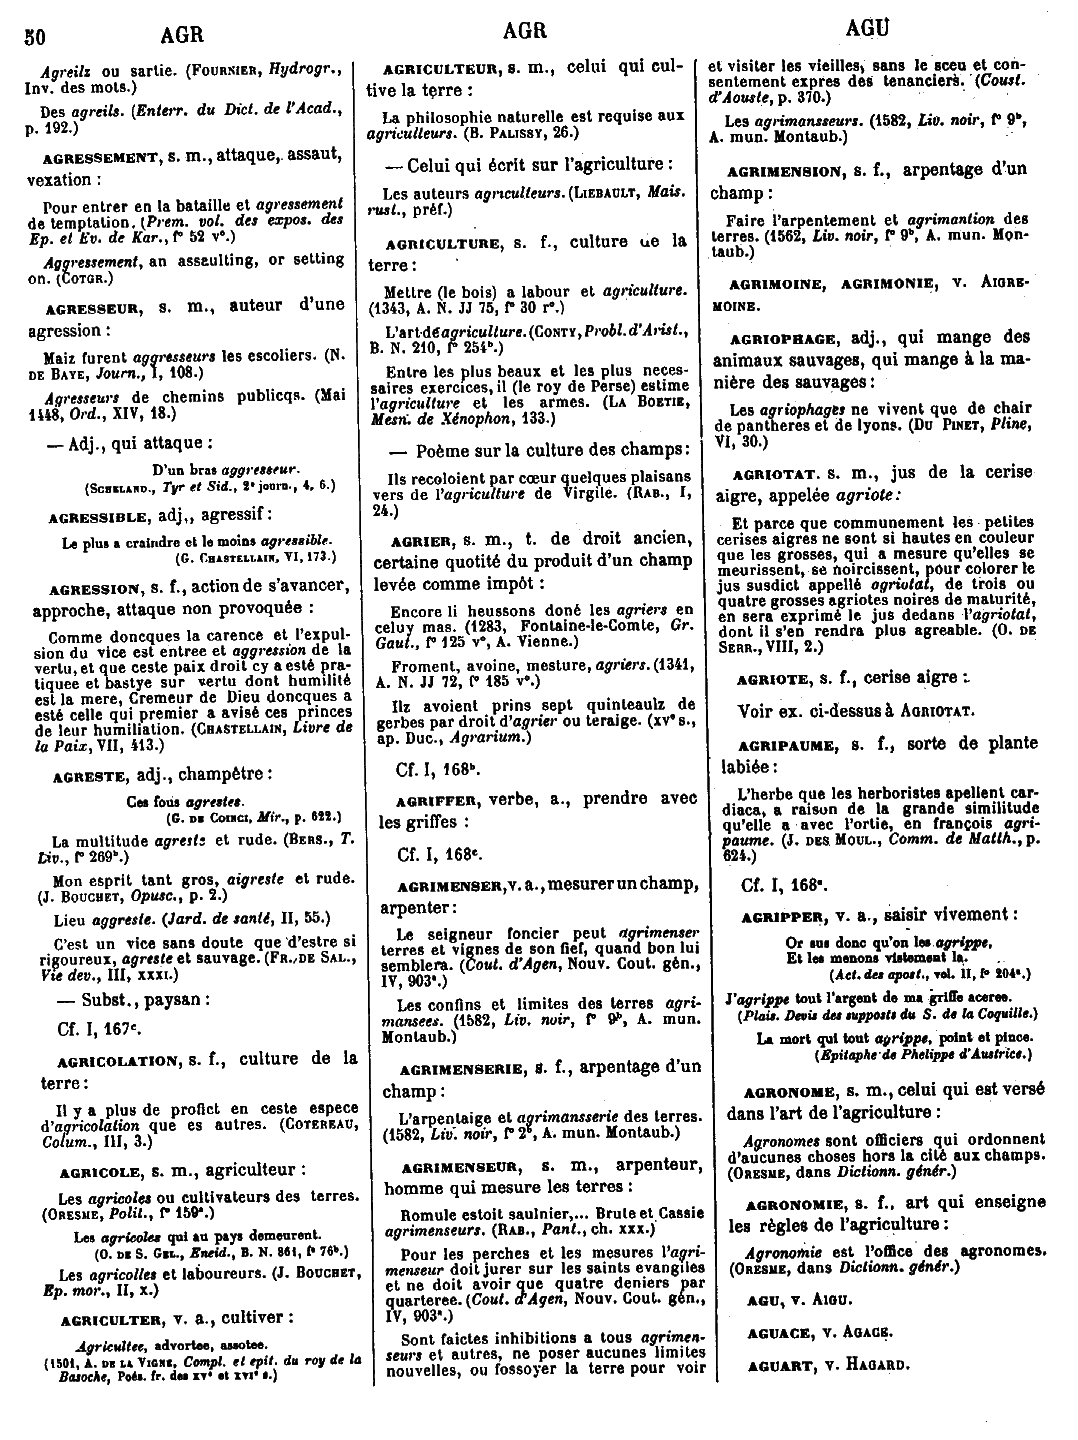 50 AGR AGR AGU
Agreilz ou sartie. (FOURNIER, Hydrogr.,
Inv. des mots.)
Des agreils. (Enterr. du Dict. de l'Acad.,
p. 192.)
AGRESSEMENT, s. m., attaque, assaut,
vexation :
Pour entrer en la bataille et agressement
de temptation. (Prem. vol. des expos. des
Ep. et Ev. de Kar., f° 52 v°.)
Aggressement, an assaulting, or setting
on. (COTGR.)
AGRESSEUR, s. m., auteur d'une
agression :
Maiz furent aggresseurs les escoliers. (N.
DE BAYE, Journ., I, 108.)
Agresseurs de chemins publicqs. (Mai
1448, Ord., XIV, 18.)
— Adj., qui attaque :
D'un bras aggresseur.
(SCHELAND., Tyr et Sid., 2e journ., 4, 6.)
AGRESSIBLE, adj., agressif :
Le plus a craindre et le moins agressible.
(G. CHASTELLAIN, VI, 173.)
AGRESSION, s. f., action de s'avancer,
approche, attaque non provoquée :
Comme doncques la carence et l'expul-
sion du vice est entree et aggression de la
vertu, et que ceste paix droit cy a esté pra-
tiquee et bastye sur vertu dont humilité
est la mere, Cremeur de Dieu doncques a
esté celle qui premier a avisé ces princes
de leur humiliation. (CHASTELLAIN, Livre de
la Paix, VII, 413.)
AGRESTE, adj., champêtre :
Ces fous agrestes.
(G. DE COINCI, Mir., p. 622.)
La multitude agreste et rude. (BERS., T.
Liv., f° 269b.)
Mon esprit tant gros, aigreste et rude.
(J. BOUCHET, Opusc., p. 2.)
Lieu aggreste. (Jard. de santé, II, 55.)
C'est un vice sans doute que d'estre si
rigoureux, agreste et sauvage. (FR. DE SAL.,
Vie dev., III, XXXI.)
— Subst., paysan :
Cf. I, 167c.
AGRICOLATION, s. f., culture de la
terre :
Il y a plus de profict en ceste espece
d'agricolation que es autres. (COTEREAU,
Colum., III, 3.)
AGRICOLE, s. m., agriculteur :
Les agricoles ou cultivateurs des terres.
(ORESME, Polit., f° 159a.)
Les agricoles qui au pays demeurent.
(O. DE S. GEL., Eneid., B. N. 861, f° 76b.)
Les agricolles et laboureurs. (J. BOUCHET,
Ep. mor., II, x.)
AGRICULTER, v. a., cultiver :
Agricultee, advortee, assotee.
(1501, A. DE LA VIGNE, Compl. et epit. du roy de la
Basoche, Poés. fr. des XVe et XVIe s.)
AGRICULTEUR, s. m., celui qui cul-
tive la terre :
La philosophie naturelle est requise aux
agriculteurs. (B. PALISSY, 26.)
— Celui qui écrit sur l'agriculture :
Les auteurs agriculteurs. (LIEBAULT, Mais.
rust., préf.)
AGRICULTURE, s. f., culture de la
terre :
Mettre (le bois) a labour et agriculture.
(1343, A. N. JJ 75, f° 30 r°.)
L'art dé agriculture. (CONTY, Probl. d'Arist.,
B. N. 210, f° 254b.)
Entre les plus beaux et les plus neces-
saires exercices, il (le roy de Perse) estime
l'agriculture et les armes. (LA BOETIE,
Mesn. de Xénophon, 133.)
— Poème sur la culture des champs :
Ils recoloient par cœur quelques plaisans
vers de l'agriculture de Virgile. (RAB., I,
24.)
AGRIER, s. m., t. de droit ancien,
certaine quotité du produit d'un champ
levée comme impôt :
Encore li heussons doné les agriers en
celuy mas. (1283, Fontaine-le-Comte, Gr.
Gaul., f° 125 v°, A. Vienne.)
Froment, avoine, mesture, agriers. (1341,
A. N. JJ 72, f° 185 v°.)
Ilz avoient prins sept quinteaulz de
gerbes par droit d'agrier ou teraige. (XVe s.,
ap. Duc., Agrarium.)
Cf. I, 168b.
AGRIFFER, verbe, a., prendre avec
les griffes :
Cf. I, 168c.
AGRIMENSER, v. a., mesurer un champ,
arpenter :
Le seigneur foncier peut agrimenser
terres et vignes de son fief, quand bon lui
semblera. (Cout. d'Agen, Nouv. Cout. gén.,
IV, 903a.)
Les confins et limites des terres agri-
mansees. (1582, Liv. noir, f° 9b, A. mun.
Montaub.)
AGRIMENSERIE, s. f., arpentage d'un
champ :
L'arpentaige et agrimansserie des terres.
(1582, Liv. noir, f° 2b, A. mun. Montaub.)
AGRIMENSEUR, s. m., arpenteur,
homme qui mesure les terres :
Romule estoit saulnier,... Brute et Cassie
agrimenseurs. (RAB., Pant., ch. XXX.)
Pour les perches et les mesures l'agri-
menseur doit jurer sur les saints evangiles
et ne doit avoir que quatre deniers par
quarteree. (Cout. d'Agen, Nouv. Cout. gén.,
IV, 903a.)
Sont faictes inhibitions a tous agrimen-
seurs et autres, ne poser aucunes limites
nouvelles, ou fossoyer la terre pour voir
et visiter les vieilles, sans le sceu et con-
sentement expres des tenanciers. (Coust.
d'Aouste, p. 370.)
Les agrimansseurs. (1582, Liv. noir, f° 9b,
A. mun. Montaub.)
AGRIMENSION, s. f., arpentage d'un
champ :
Faire l'arpentement et agrimantion des
terres. (1562, Liv. noir, f° 9b, A. mun. Mon-
taub.)
AGRIMOINE, AGRIMONIE, v. AIGRE-
MOINE.
AGRIOPHAGE, adj., qui mange des
animaux sauvages, qui mange à la ma-
nière des sauvages :
Les agriophages ne vivent que de chair
de pantheres et de lyons. (DU PINET, Pline,
VI, 30.)
AGRIOTAT. s. m., jus de la cerise
aigre, appelée agriote :
Et parce que communement les petites
cerises aigres ne sont si hautes en couleur
que les grosses, qui a mesure qu'elles se
meurissent, se noircissent, pour colorer le
jus susdict appellé agriotat, de trois ou
quatre grosses agriotes noires de maturité,
en sera exprimé le jus dedans l'agriotat,
dont il s'en rendra plus agreable. (O. DE
SERR., VIII, 2.)
AGRIOTE, s. f., cerise aigre :
Voir ex. ci-dessus à AGRIOTAT.
AGRIPAUME, s. f., sorte de plante
labiée :
L'herbe que les herboristes apellent car-
diaca, a raison de la grande similitude
qu'elle a avec l'ortie, en françois agri-
paume. (J. DES MOUL., Comm. de Matth., p.
624.)
Cf. I, 168a.
AGRIPPER, v. a., saisir vivement :
Or sus donc qu'on les agrippe,
Et les menons vistement la.
(Act. des apost., vol. II, f° 204a.)
J'agrippe tout l'argent de ma griffe aceree.
(Plais. Devis des supposts du S. de la Coquille.)
La mort qui tout agrippe, point et pince.
(Epitaphe de Phelippe d'Austrice.)
AGRONOME, s. m., celui qui est versé
dans l'art de l'agriculture :
Agronomes sont officiers qui ordonnent
d'aucunes choses hors la cité aux champs.
(ORESME, dans Dictionn. génér.)
AGRONOMIE, s. f., art qui enseigne
les règles de l'agriculture :
Agronomie est l'office des agronomes.
(ORESME, dans Dictionn. génér.)
AGU, v. AIGU.
AGUACE, v. AGACE.
AGUART, v. HAGARD.